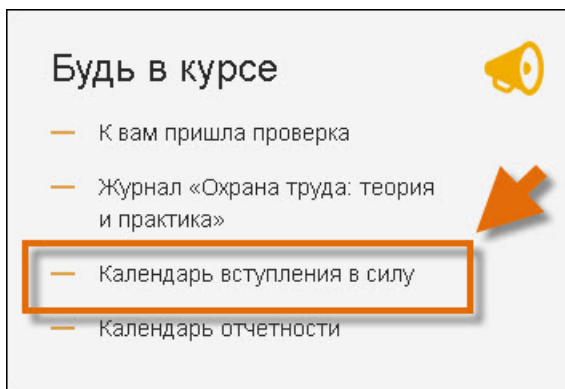 Будь в курсе
— К вам пришла проверка
— Журнал «Охрана труда: теория
и практика»
— Календарь вступления в силу
— Календарь отчетности